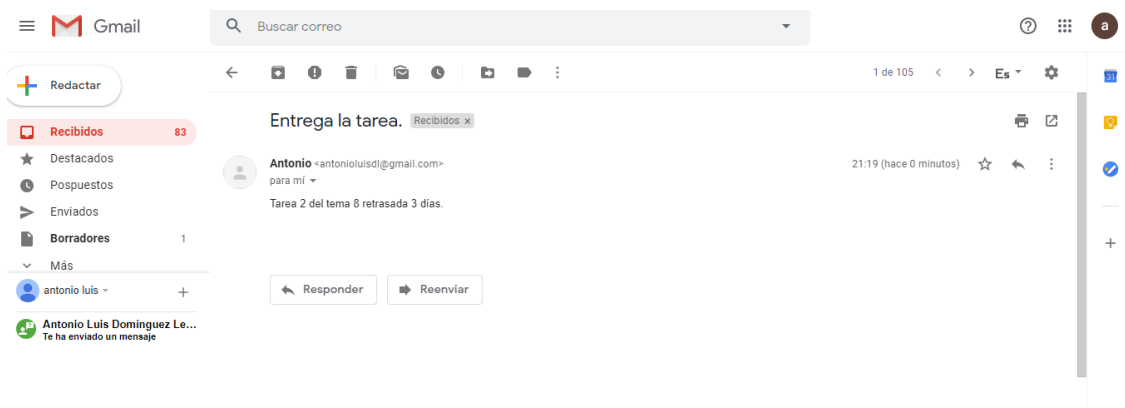 Gmail
Buscar correo
a
Redactar
1 de 105
Es
31
Entrega la tarea. Recibidos ×
Recibidos 83
Destacados
Pospuestos
Enviados
Borradores 1
Más
Antonio <antonioluisdl@gmail.com>
21:19 (hace 0 minutos)
para mí
Tarea 2 del tema 8 retrasada 3 días.
Responder
Reenviar
antonio luis
Antonio Luis Domínguez Le...
Te ha enviado un mensaje